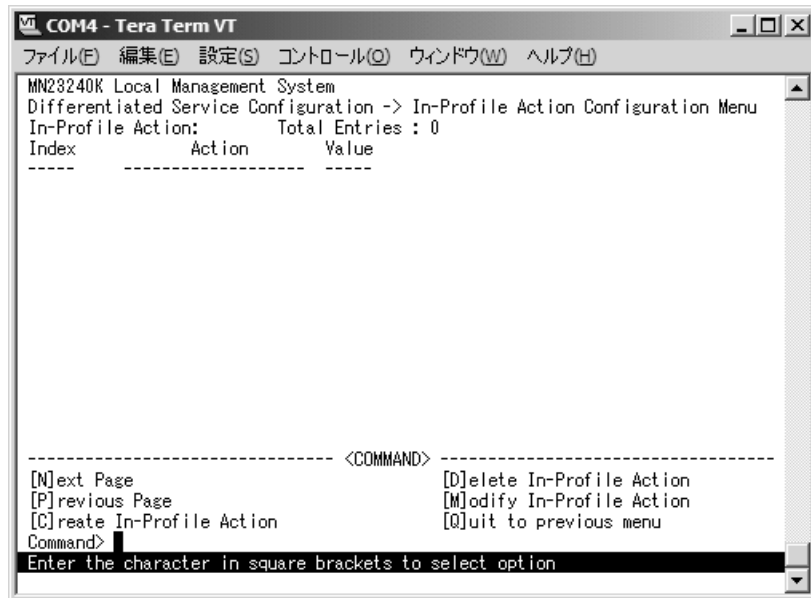 COM4 - Tera Term VT
ファイル(F) 編集(E) 設定(S) コントロール(O) ウィンドウ(W) ヘルプ(H)
MN23240K Local Management System
Differentiated Service Configuration -> In-Profile Action Configuration Menu
In-Profile Action: Total Entries : 0
Index Action Value
----- ------------------- -----
-------------------------------- <COMMAND> -----------------------------------
[N]ext Page [D]elete In-Profile Action
[P]revious Page [M]odify In-Profile Action
[C]reate In-Profile Action [Q]uit to previous menu
Command>
Enter the character in square brackets to select option